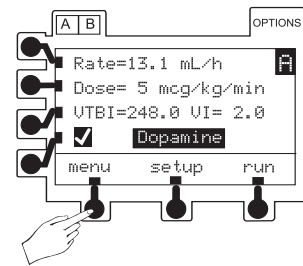 A B
OPTIONS
Rate=13.1 mL/h
A
Dose= 5 mcg/kg/min
VTBI=248.0 VI= 2.0
✓ Dopamine
menu setup run